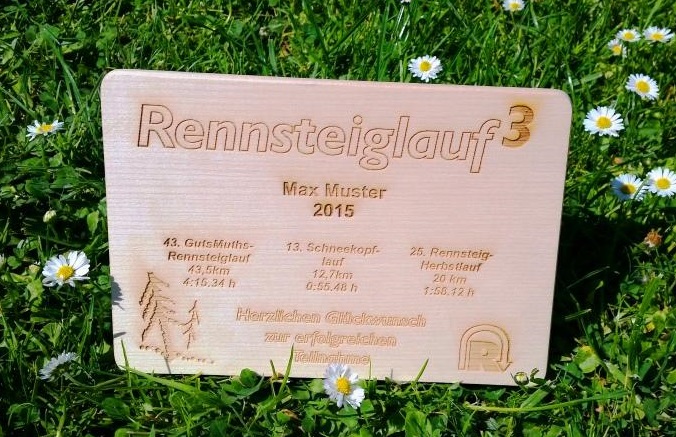 Rennsteiglauf³
Max Muster
2015
43. GutsMuths-
Rennsteiglauf
43,5km
4:15.34 h
13. Schneekopf-
lauf
12,7km
0:55.48 h
25. Rennsteig-
Herbstlauf
20 km
1:58.12 h
Herzlichen Glückwunsch
zur erfolgreichen
Teilnahme
R